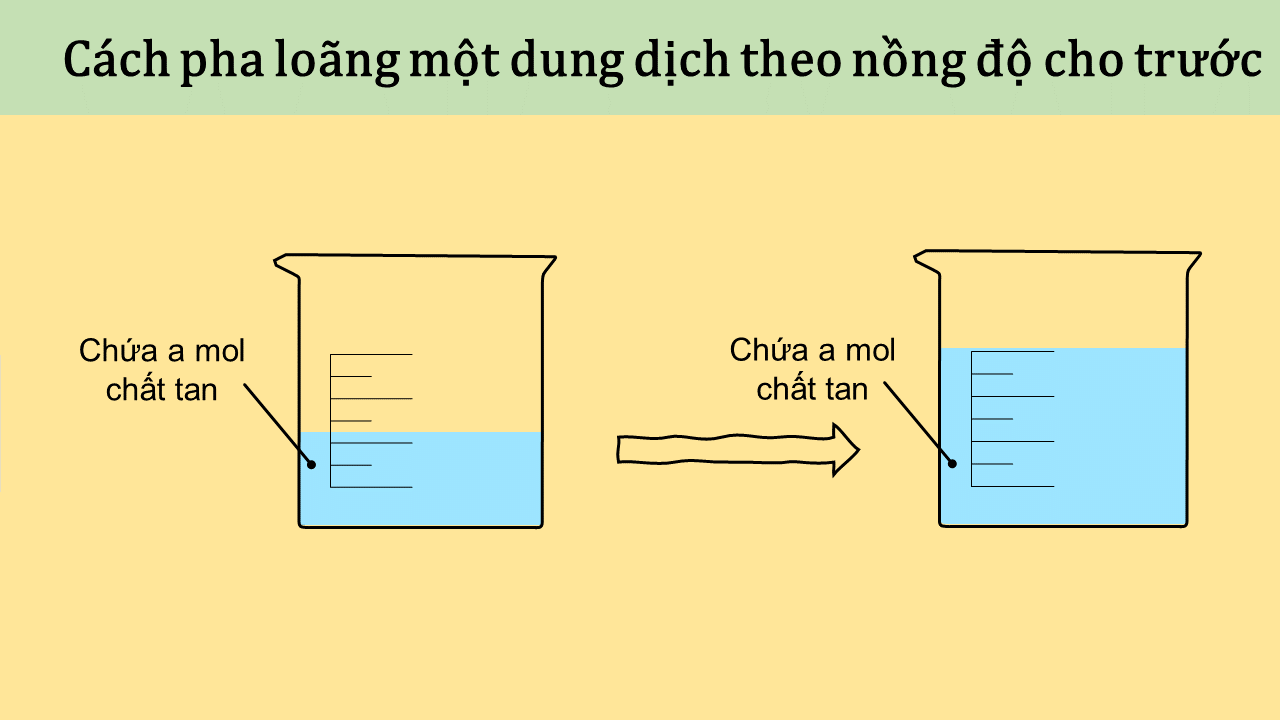 Cách pha loãng một dung dịch theo nồng độ cho trước
Chứa a mol
chất tan
Chứa a mol
chất tan